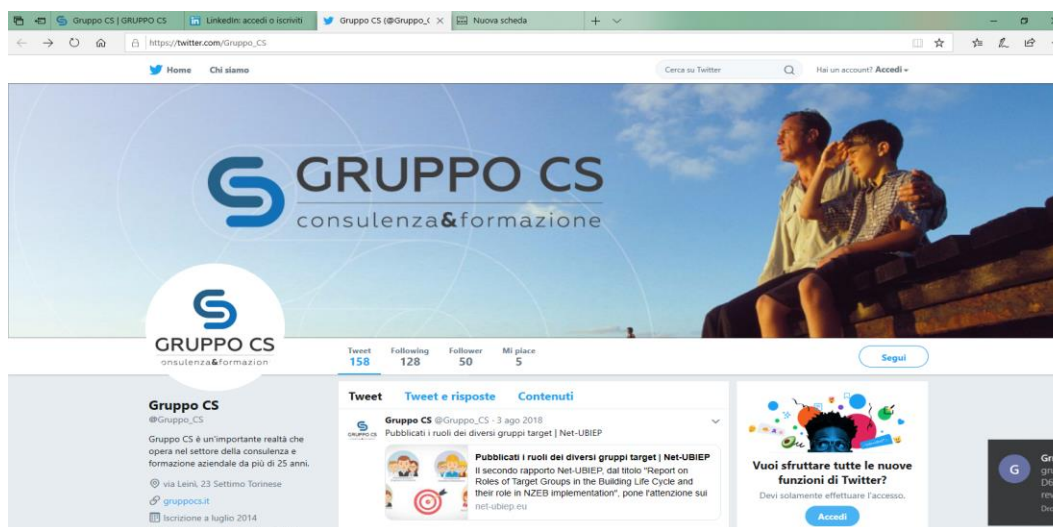 Gruppo CS | GRUPPO CS
LinkedIn: accedi o iscriviti
Gruppo CS (@Gruppo_C
Nuova scheda
https://twitter.com/Gruppo_CS
Home
Chi siamo
Cerca su Twitter
Hai un account? Accedi
GRUPPO CS
consulenza&formazione
GRUPPO CS
onsulenza&formazion
Tweet
158
Following
128
Follower
50
Mi piace
5
Segui
Gruppo CS
@Gruppo_CS
Gruppo CS è un'importante realtà che
opera nel settore della consulenza e
formazione aziendale da più di 25 anni.
via Leinì, 23 Settimo Torinese
gruppocs.it
Iscrizione a luglio 2014
Tweet
Tweet e risposte
Contenuti
Gruppo CS @Gruppo_CS · 3 ago 2018
Pubblicati i ruoli dei diversi gruppi target | Net-UBIEP
GRUPPO CS
Pubblicati i ruoli dei diversi gruppi target | Net-UBIEP
Il secondo rapporto Net-UBIEP, dal titolo "Report on
Roles of Target Groups in the Building Life Cycle and
their role in NZEB implementation", pone l'attenzione sui
net-ubiep.eu
Vuoi sfruttare tutte le nuove
funzioni di Twitter?
Devi solamente effettuare l'accesso.
Accedi
G